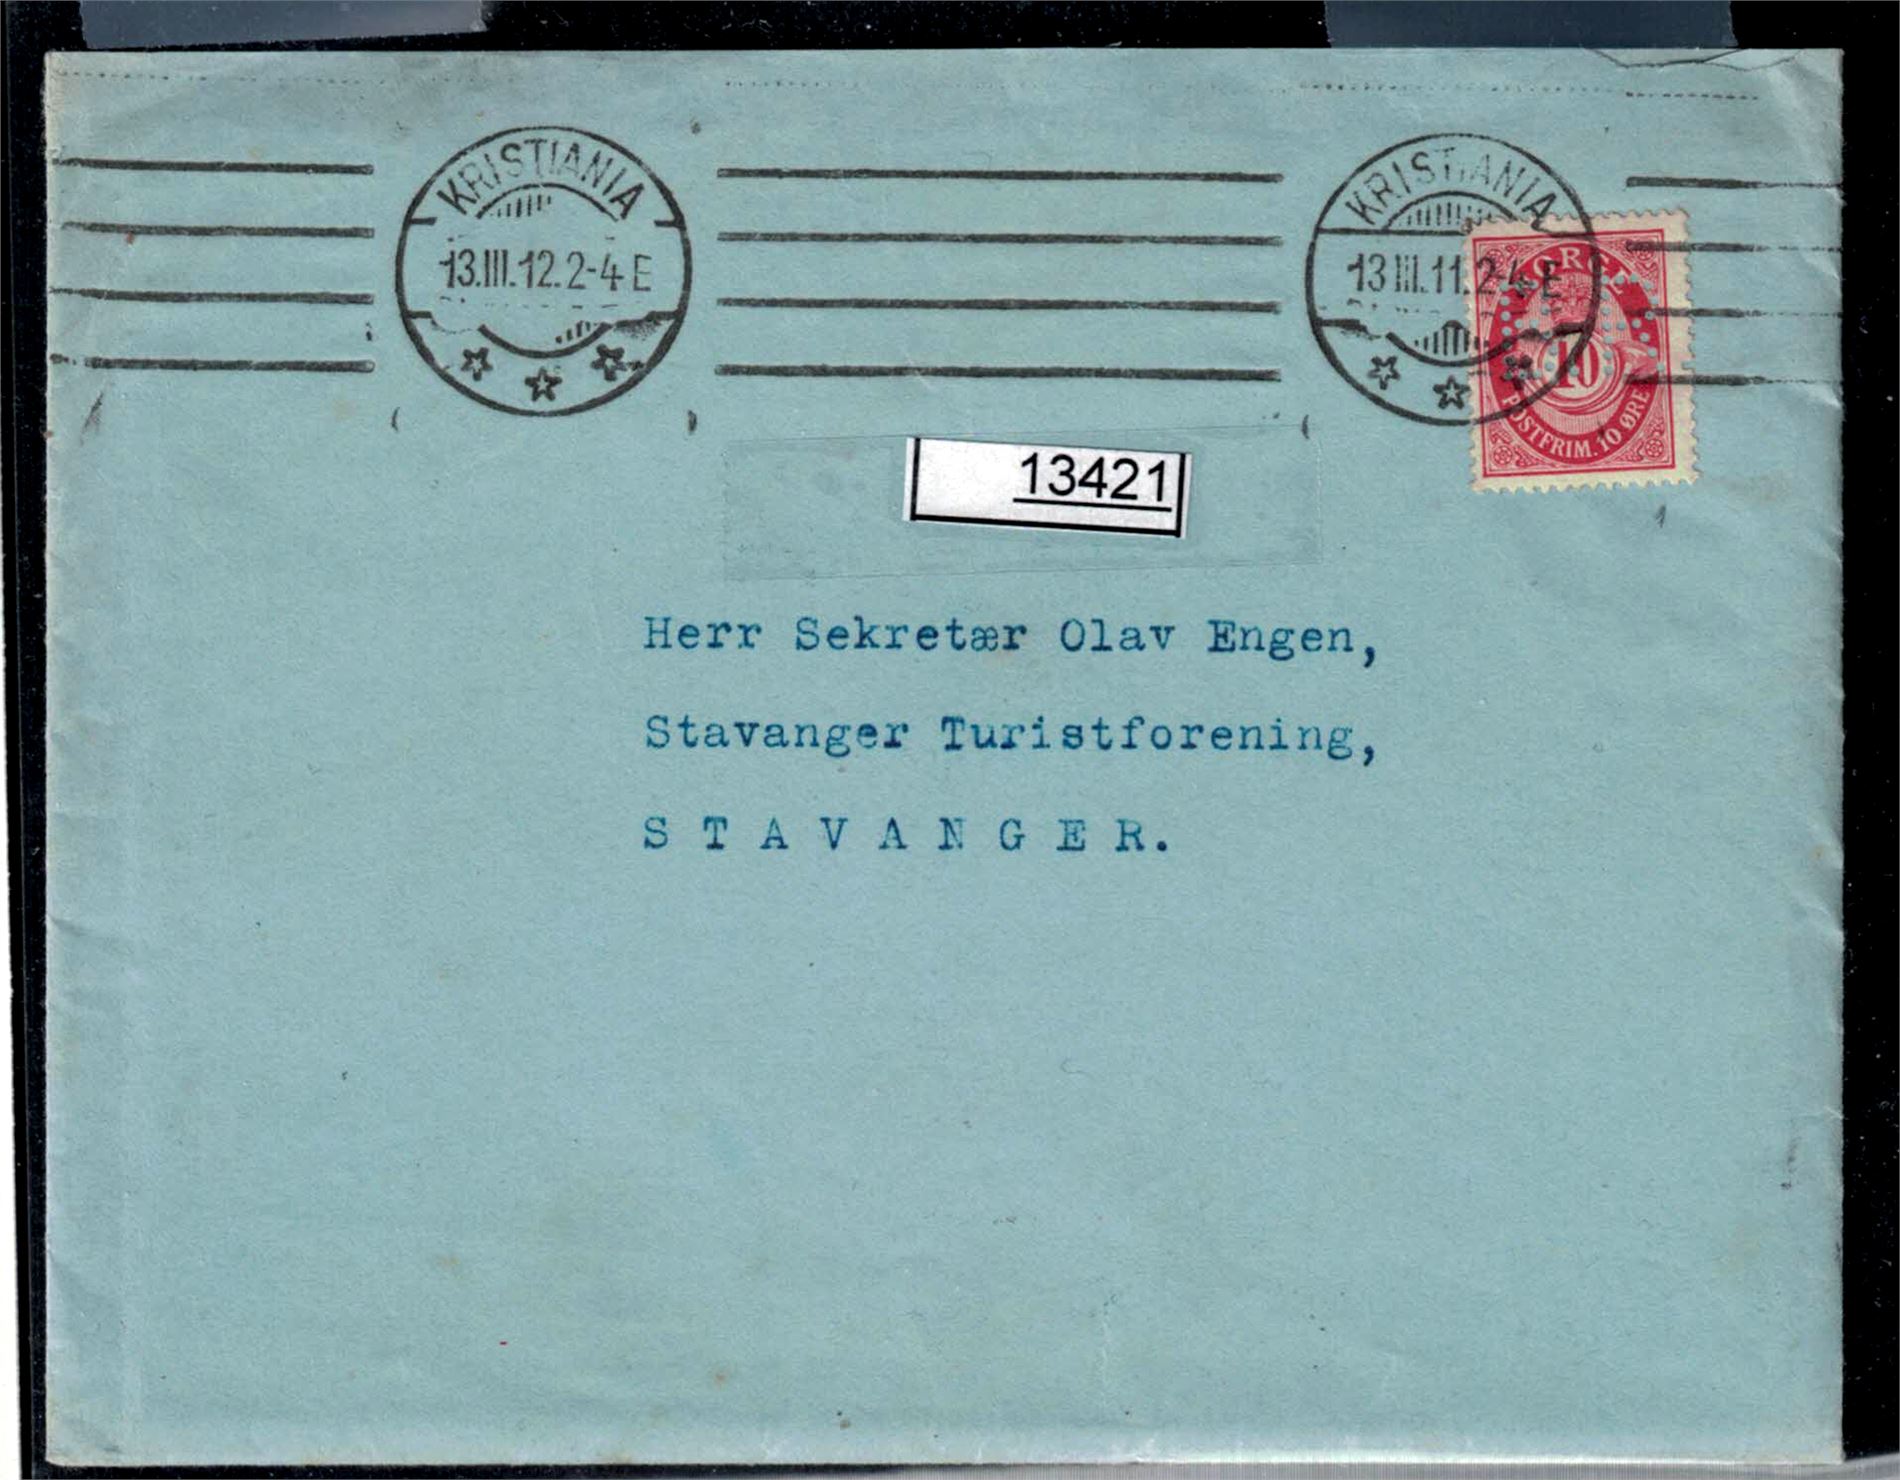 KRISTIANIA
13.III.12.2-4 E
KRISTIANIA
13 III.11.2-4 E
NORGE
10
POSTFRIM. 10 ØRE
13421
Herr Sekretær Olav Engen,
Stavanger Turistforening,
STAVANGER.